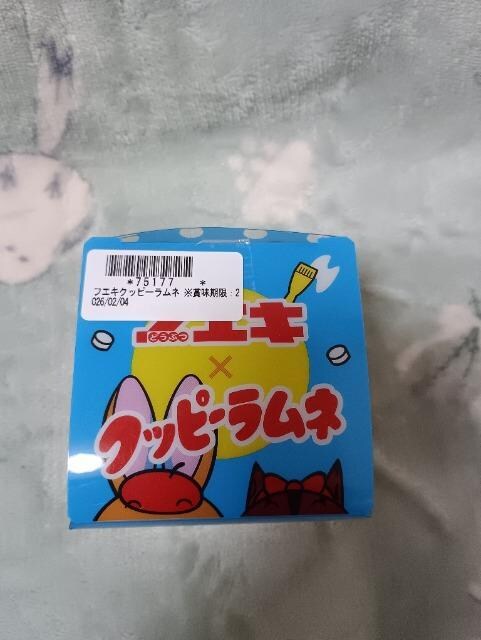 *75177 *
フエキクッピーラムネ ※賞味期限：2
026/02/04
フエキ
どうぶつ
×
クッピーラムネ